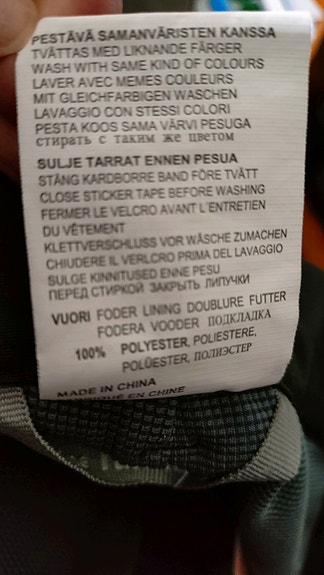 PESTÄVÄ SAMANVÄRISTEN KANSSA
TVÄTTAS MED LIKNANDE FÄRGER
WASH WITH SAME KIND OF COLOURS
LAVER AVEC MEMES COULEURS
MIT GLEICHFARBIGEN WASCHEN
LAVAGGIO CON STESSI COLORI
PESTA KOOS SAMA VÄRVI PESUGA
стирать с таким же цветом
SULJE TARRAT ENNEN PESUA
STÄNG KARDBORRE BAND FÖRE TVÄTT
CLOSE STICKER TAPE BEFORE WASHING
FERMER LE VELCRO AVANT L'ENTRETIEN
DU VÊTEMENT
KLETTVERSCHLUSS VOR WÄSCHE ZUMACHEN
CHIUDERE IL VERLCRO PRIMA DEL LAVAGGIO
SULGE KINNITUSED ENNE PESU
ПЕРЕД СТИРКОЙ ЗАКРЫТЬ ЛИПУЧКИ
VUORI FODER LINING DOUBLURE FUTTER
FODERA VOODER ПОДКЛАДКА
100% POLYESTER, POLIESTERE,
POLÜESTER, ПОЛИЭСТЕР
MADE IN CHINA
FABRIQUE EN CHINE